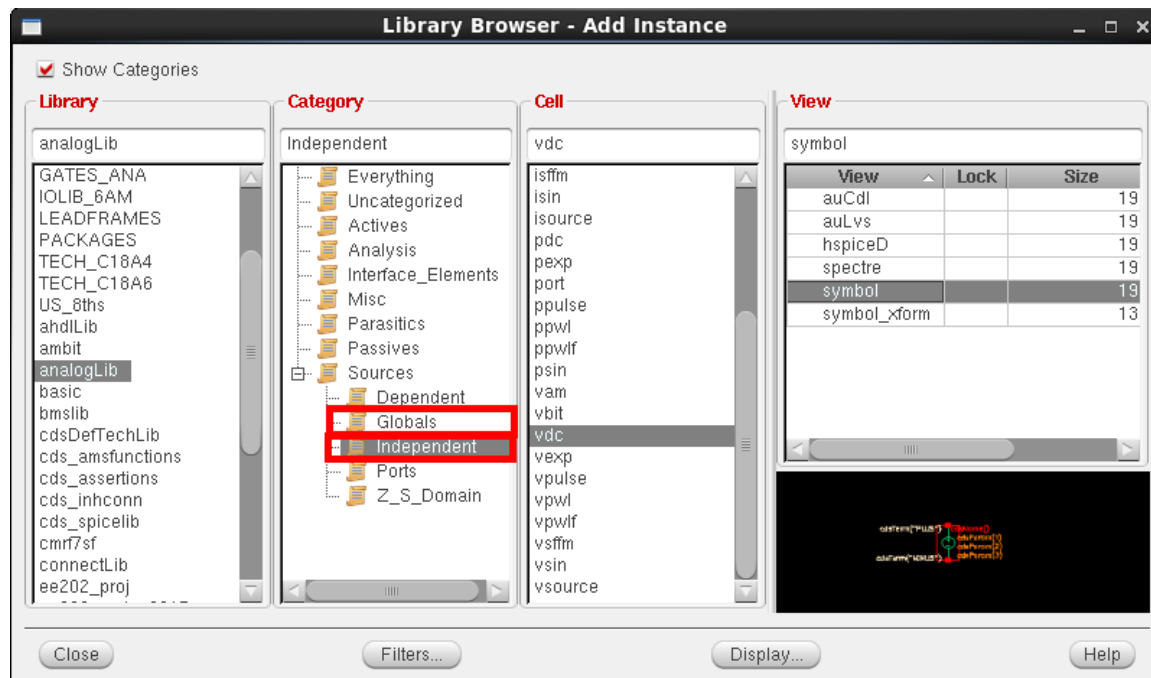 Library Browser - Add Instance
Show Categories
Library
analogLib
GATES_ANA
IOLIB_6AM
LEADFRAMES
PACKAGES
TECH_C18A4
TECH_C18A6
US_8ths
ahdlLib
ambit
analogLib
basic
bmslib
cdsDefTechLib
cds_amsfunctions
cds_assertions
cds_inhconn
cds_spicelib
cmrf7sf
connectLib
ee202_proj
Category
Independent
Everything
Uncategorized
Actives
Analysis
Interface_Elements
Misc
Parasitics
Passives
Sources
Dependent
Globals
Independent
Ports
Z_S_Domain
Cell
vdc
isffm
isin
isource
pdc
pexp
port
ppulse
ppwl
ppwlf
psin
vam
vbit
vdc
vexp
vpulse
vpwl
vpwlf
vsffm
vsin
vsource
View
symbol
View Lock Size
auCdl 19
auLvs 19
hspiceD 19
spectre 19
symbol 19
symbol_xform 13
Close Filters... Display... Help